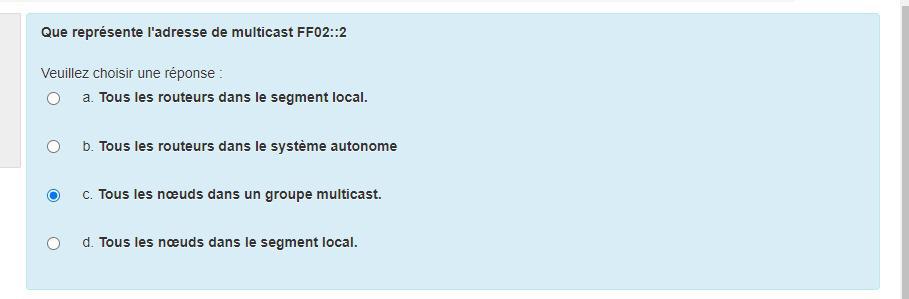 Que représente l'adresse de multicast FF02::2
Veuillez choisir une réponse :
a. Tous les routeurs dans le segment local.
b. Tous les routeurs dans le système autonome
c. Tous les nœuds dans un groupe multicast.
d. Tous les nœuds dans le segment local.